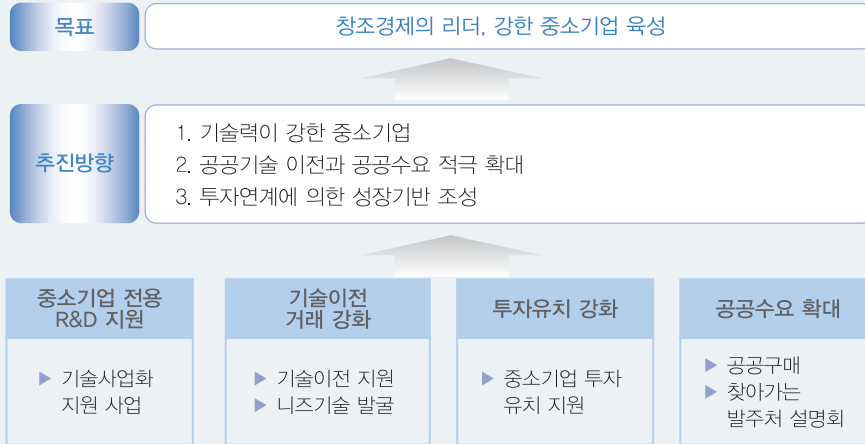 목표
창조경제의 리더, 강한 중소기업 육성
추진방향
1. 기술력이 강한 중소기업
2. 공공기술 이전과 공공수요 적극 확대
3. 투자연계에 의한 성장기반 조성
중소기업 전용
R&D 지원
▶ 기술사업화
지원 사업
기술이전
거래 강화
▶ 기술이전 지원
▶ 니즈기술 발굴
투자유치 강화
▶ 중소기업 투자
유치 지원
공공수요 확대
▶ 공공구매
▶ 찾아가는
발주처 설명회